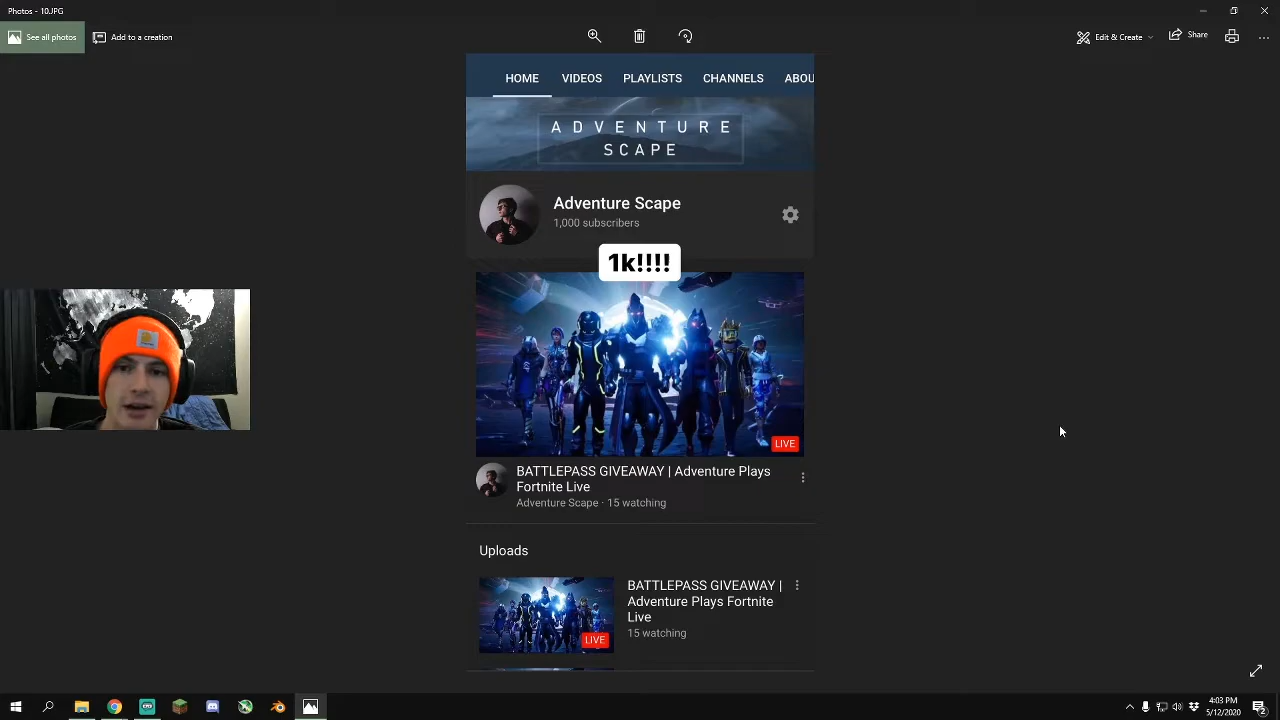 Photos - 10.JPG
See all photos
Add to a creation
Edit & Create
Share
HOME
VIDEOS
PLAYLISTS
CHANNELS
ABOU
ADVENTURE
SCAPE
Adventure Scape
1,000 subscribers
1k!!!!
LIVE
BATTLEPASS GIVEAWAY | Adventure Plays
Fortnite Live
Adventure Scape · 15 watching
Uploads
BATTLEPASS GIVEAWAY |
Adventure Plays Fortnite
Live
15 watching
LIVE
4:03 PM
5/12/2020